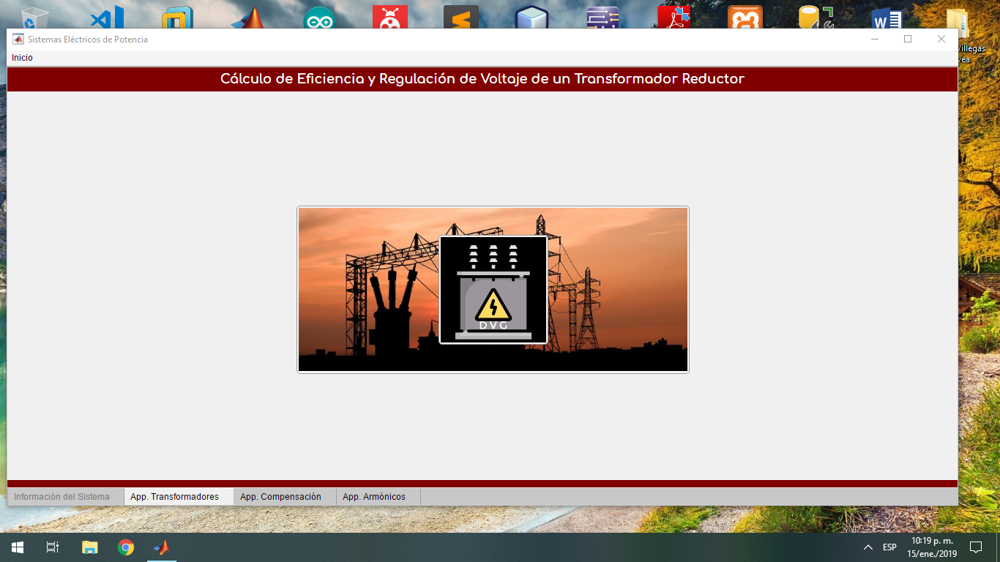 Sistemas Eléctricos de Potencia
Inicio
Villegas
vea
Cálculo de Eficiencia y Regulación de Voltaje de un Transformador Reductor
DVG
Información del Sistema
App. Transformadores
App. Compensación
App. Armónicos
ESP
10:19 p. m.
15/ene./2019